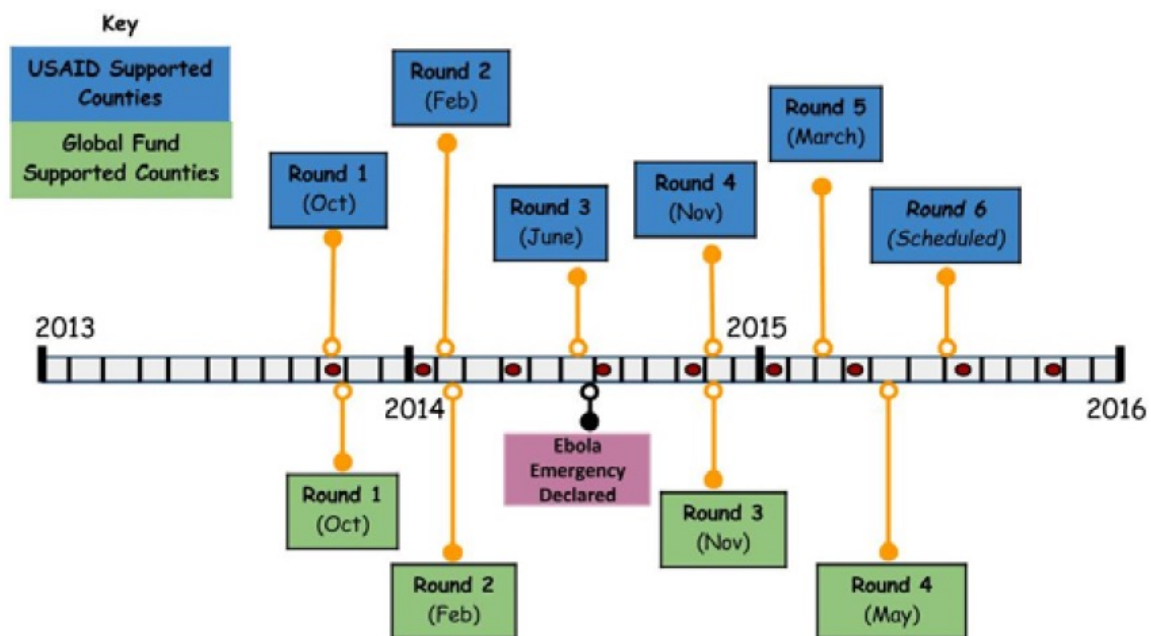 Key
USAID Supported
Counties
Global Fund
Supported Counties
Round 1
(Oct)
Round 2
(Feb)
Round 3
(June)
Round 4
(Nov)
Round 5
(March)
Round 6
(Scheduled)
2013
2015
2014
2016
Ebola
Emergency
Declared
Round 1
(Oct)
Round 2
(Feb)
Round 3
(Nov)
Round 4
(May)